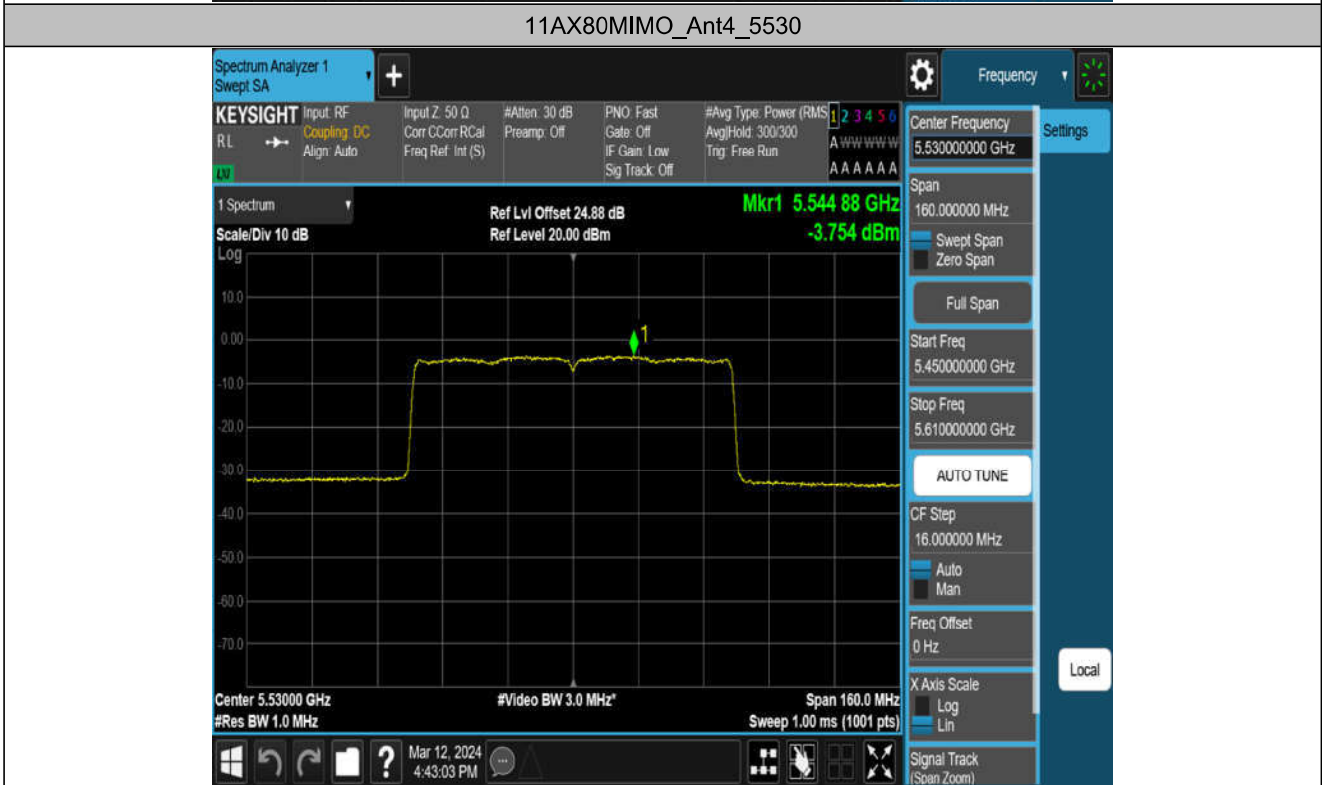 11AX80MIMO_Ant4_5530
Spectrum Analyzer 1
Swept SA
+
Frequency
KEYSIGHT
RL
LXI
Input: RF
Coupling: DC
Align: Auto
Input Z: 50 Ω
Corr CCorr RCal
Freq Ref: Int (S)
#Atten: 30 dB
Preamp: Off
PNO: Fast
Gate: Off
IF Gain: Low
Sig Track: Off
#Avg Type: Power (RMS
Avg|Hold: 300/300
Trig: Free Run
1 2 3 4 5 6
A W W W W W
A A A A A A
1 Spectrum
Scale/Div 10 dB
Log
Ref Lvl Offset 24.88 dB
Ref Level 20.00 dBm
Mkr1 5.544 88 GHz
-3.754 dBm
10.0
0.00
-10.0
-20.0
-30.0
-40.0
-50.0
-60.0
-70.0
1
Center 5.53000 GHz
#Res BW 1.0 MHz
#Video BW 3.0 MHz*
Span 160.0 MHz
Sweep 1.00 ms (1001 pts)
?
Mar 12, 2024
4:43:03 PM
Center Frequency
5.530000000 GHz
Settings
Span
160.000000 MHz
Swept Span
Zero Span
Full Span
Start Freq
5.450000000 GHz
Stop Freq
5.610000000 GHz
AUTO TUNE
CF Step
16.000000 MHz
Auto
Man
Freq Offset
0 Hz
X Axis Scale
Log
Lin
Local
Signal Track
(Span Zoom)